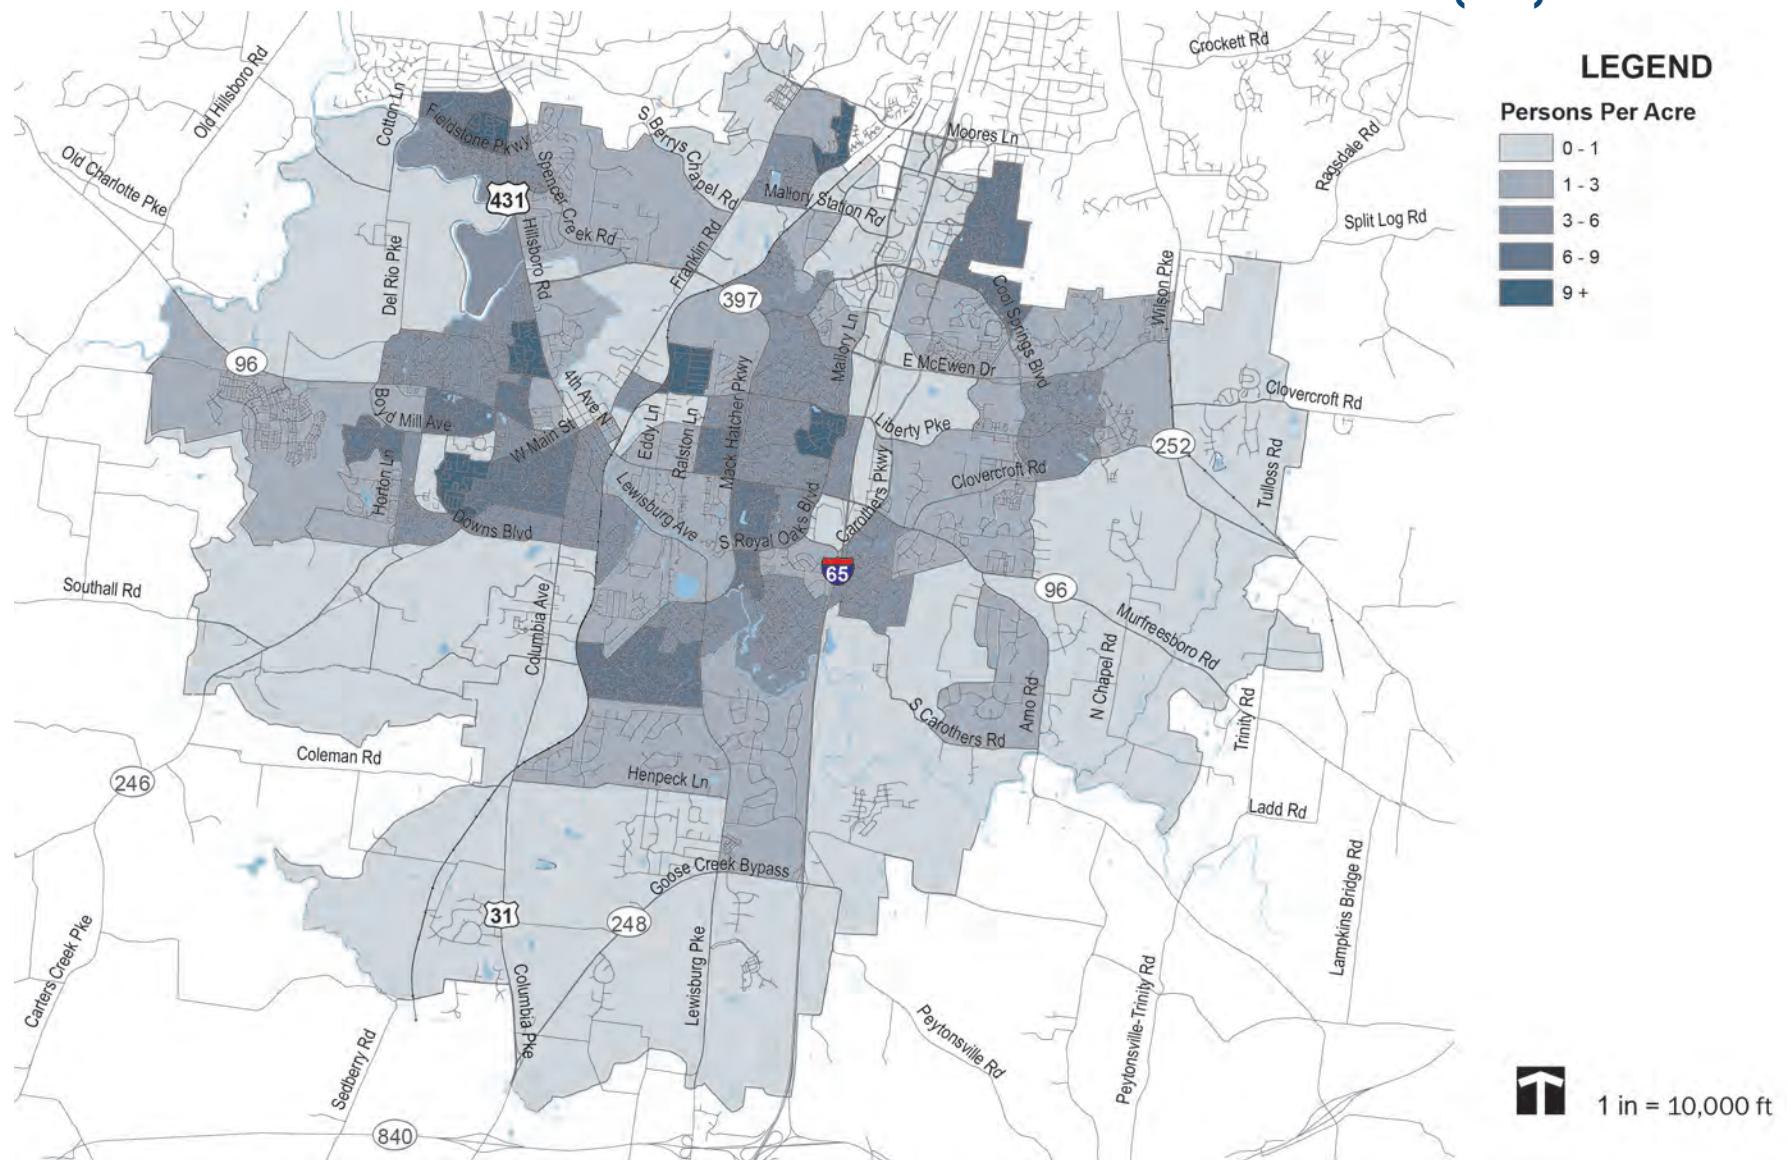 LEGEND
Persons Per Acre
0 - 1
1 - 3
3 - 6
6 - 9
9 +
1 in = 10,000 ft
Crockett Rd
Old Hillsboro Rd
Cotton Ln
Fieldstone Pkwy
S Berrys Chapel Rd
Moores Ln
Ragsdale Rd
Old Charlotte Pke
431
Spencer Creek Rd
Mallory Station Rd
Split Log Rd
Del Rio Pke
Hillsboro Rd
Franklin Rd
397
Wilson Pke
Cool Springs Blvd
96
Mallory Ln
E McEwen Dr
4th Ave N
Mack Hatcher Pkwy
Clovercroft Rd
Boyd Mill Ave
W Main St
Eddy Ln
Ralston Ln
Liberty Pke
252
Horton Ln
Lewisburg Ave
Clovercroft Rd
Tulloss Rd
Downs Blvd
S Royal Oaks Blvd
Carothers Pkwy
65
Southall Rd
Columbia Ave
96
Murfreesboro Rd
N Chapel Rd
Arno Rd
S Carothers Rd
Trinity Rd
Coleman Rd
246
Henpeck Ln
Ladd Rd
Goose Creek Bypass
Lampkins Bridge Rd
31
248
Carters Creek Pke
Columbia Pke
Lewisburg Pke
Peytonsville Rd
Peytonsville-Trinity Rd
Sedberry Rd
840